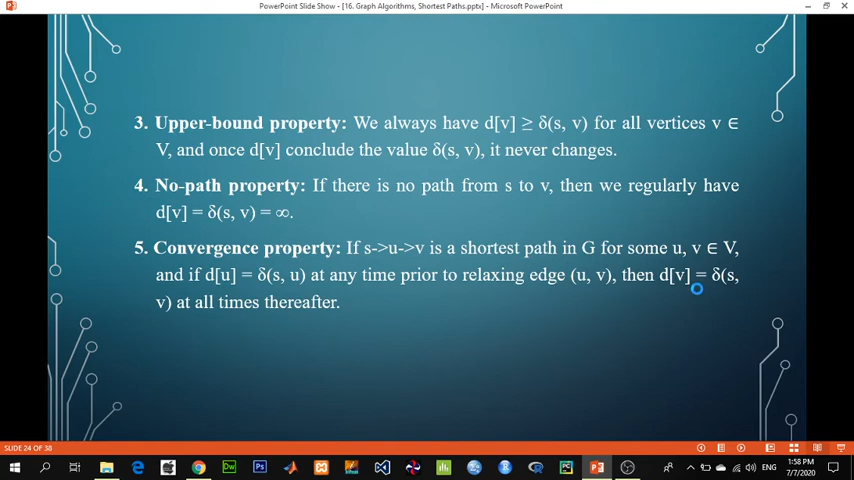 PowerPoint Slide Show - [16. Graph Algorithms, Shortest Paths.pptx] - Microsoft PowerPoint
3. Upper-bound property: We always have d[v] ≥ δ(s, v) for all vertices v ∈
V, and once d[v] conclude the value δ(s, v), it never changes.
4. No-path property: If there is no path from s to v, then we regularly have
d[v] = δ(s, v) = ∞.
5. Convergence property: If s->u->v is a shortest path in G for some u, v ∈ V,
and if d[u] = δ(s, u) at any time prior to relaxing edge (u, v), then d[v] = δ(s,
v) at all times thereafter.
SLIDE 24 OF 38
Dw
Ps
R
PC
ENG
1:58 PM
7/7/2020